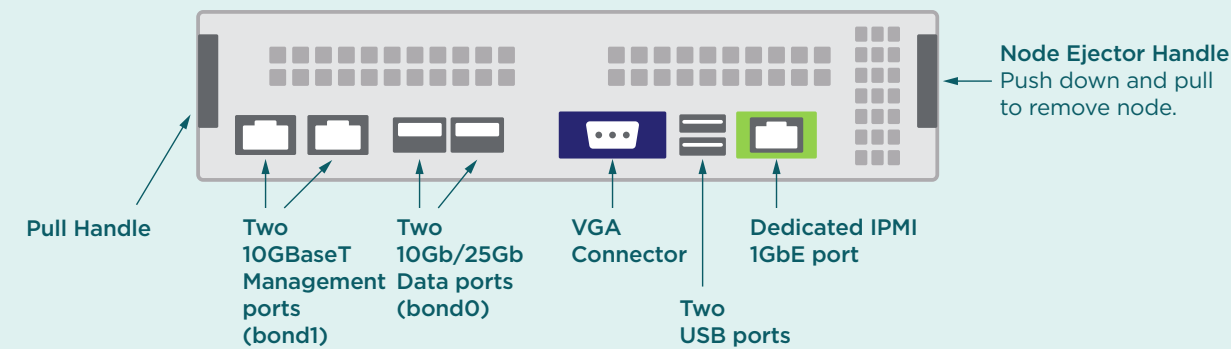 Node Ejector Handle
Push down and pull
to remove node.
Pull Handle
Two
10GBaseT
Management
ports
(bond1)
Two
10Gb/25Gb
Data ports
(bond0)
VGA
Connector
Two
USB ports
Dedicated IPMI
1GbE port